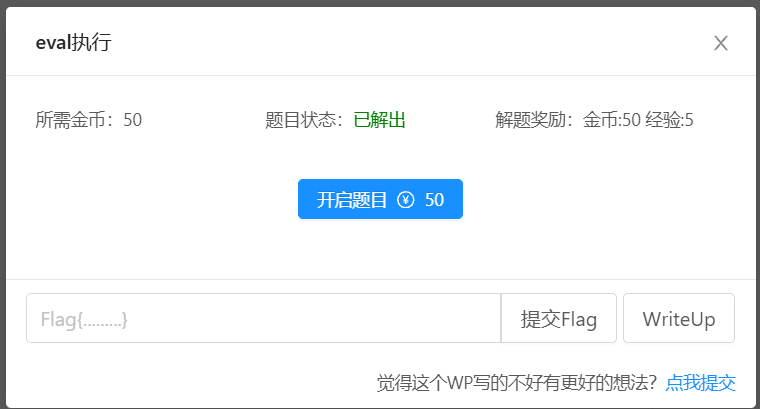 eval执行
所需金币：50 题目状态：已解出 解题奖励：金币:50 经验:5
开启题目 ¥ 50
Flag{.........} 提交Flag WriteUp
觉得这个WP写的不好有更好的想法？点我提交